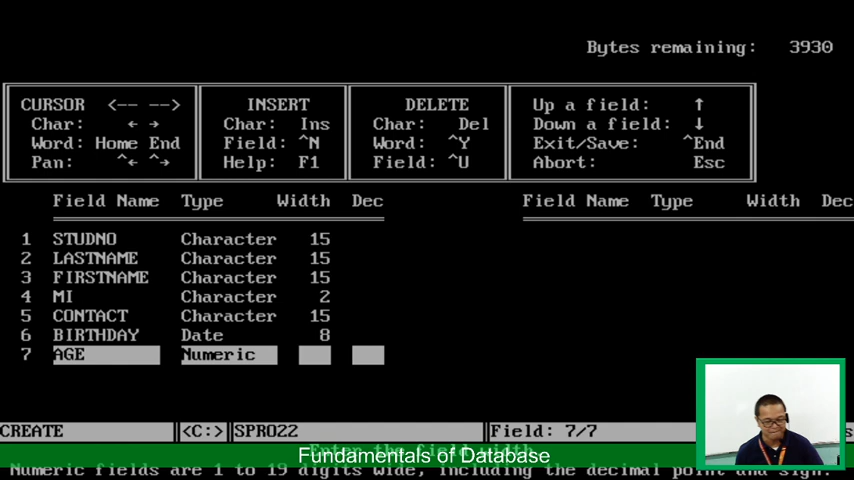 Bytes remaining: 3930
CURSOR <-- -->
Char: ← →
Word: Home End
Pan: ^← ^→
INSERT
Char: Ins
Field: ^N
Help: F1
DELETE
Char: Del
Word: ^Y
Field: ^U
Up a field: ↑
Down a field: ↓
Exit/Save: ^End
Abort: Esc
Field Name Type Width Dec Field Name Type Width Dec
1 STUDNO Character 15
2 LASTNAME Character 15
3 FIRSTNAME Character 15
4 MI Character 2
5 CONTACT Character 15
6 BIRTHDAY Date 8
7 AGE Numeric
CREATE <C:> SPRO22 Field: 7/7
Enter the field width
Fundamentals of Database
Numeric fields are 1 to 19 digits wide, including the decimal point and sign.